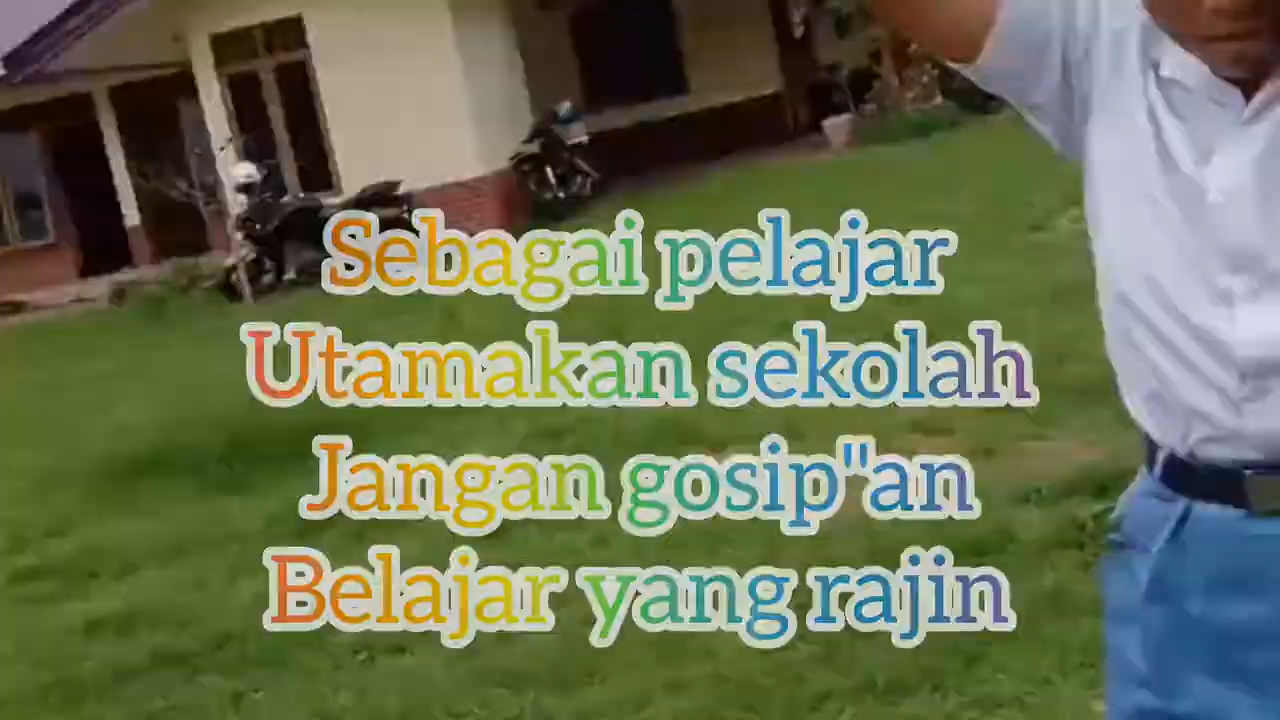 Sebagai pelajar
Utamakan sekolah
Jangan gosip"an
Belajar yang rajin